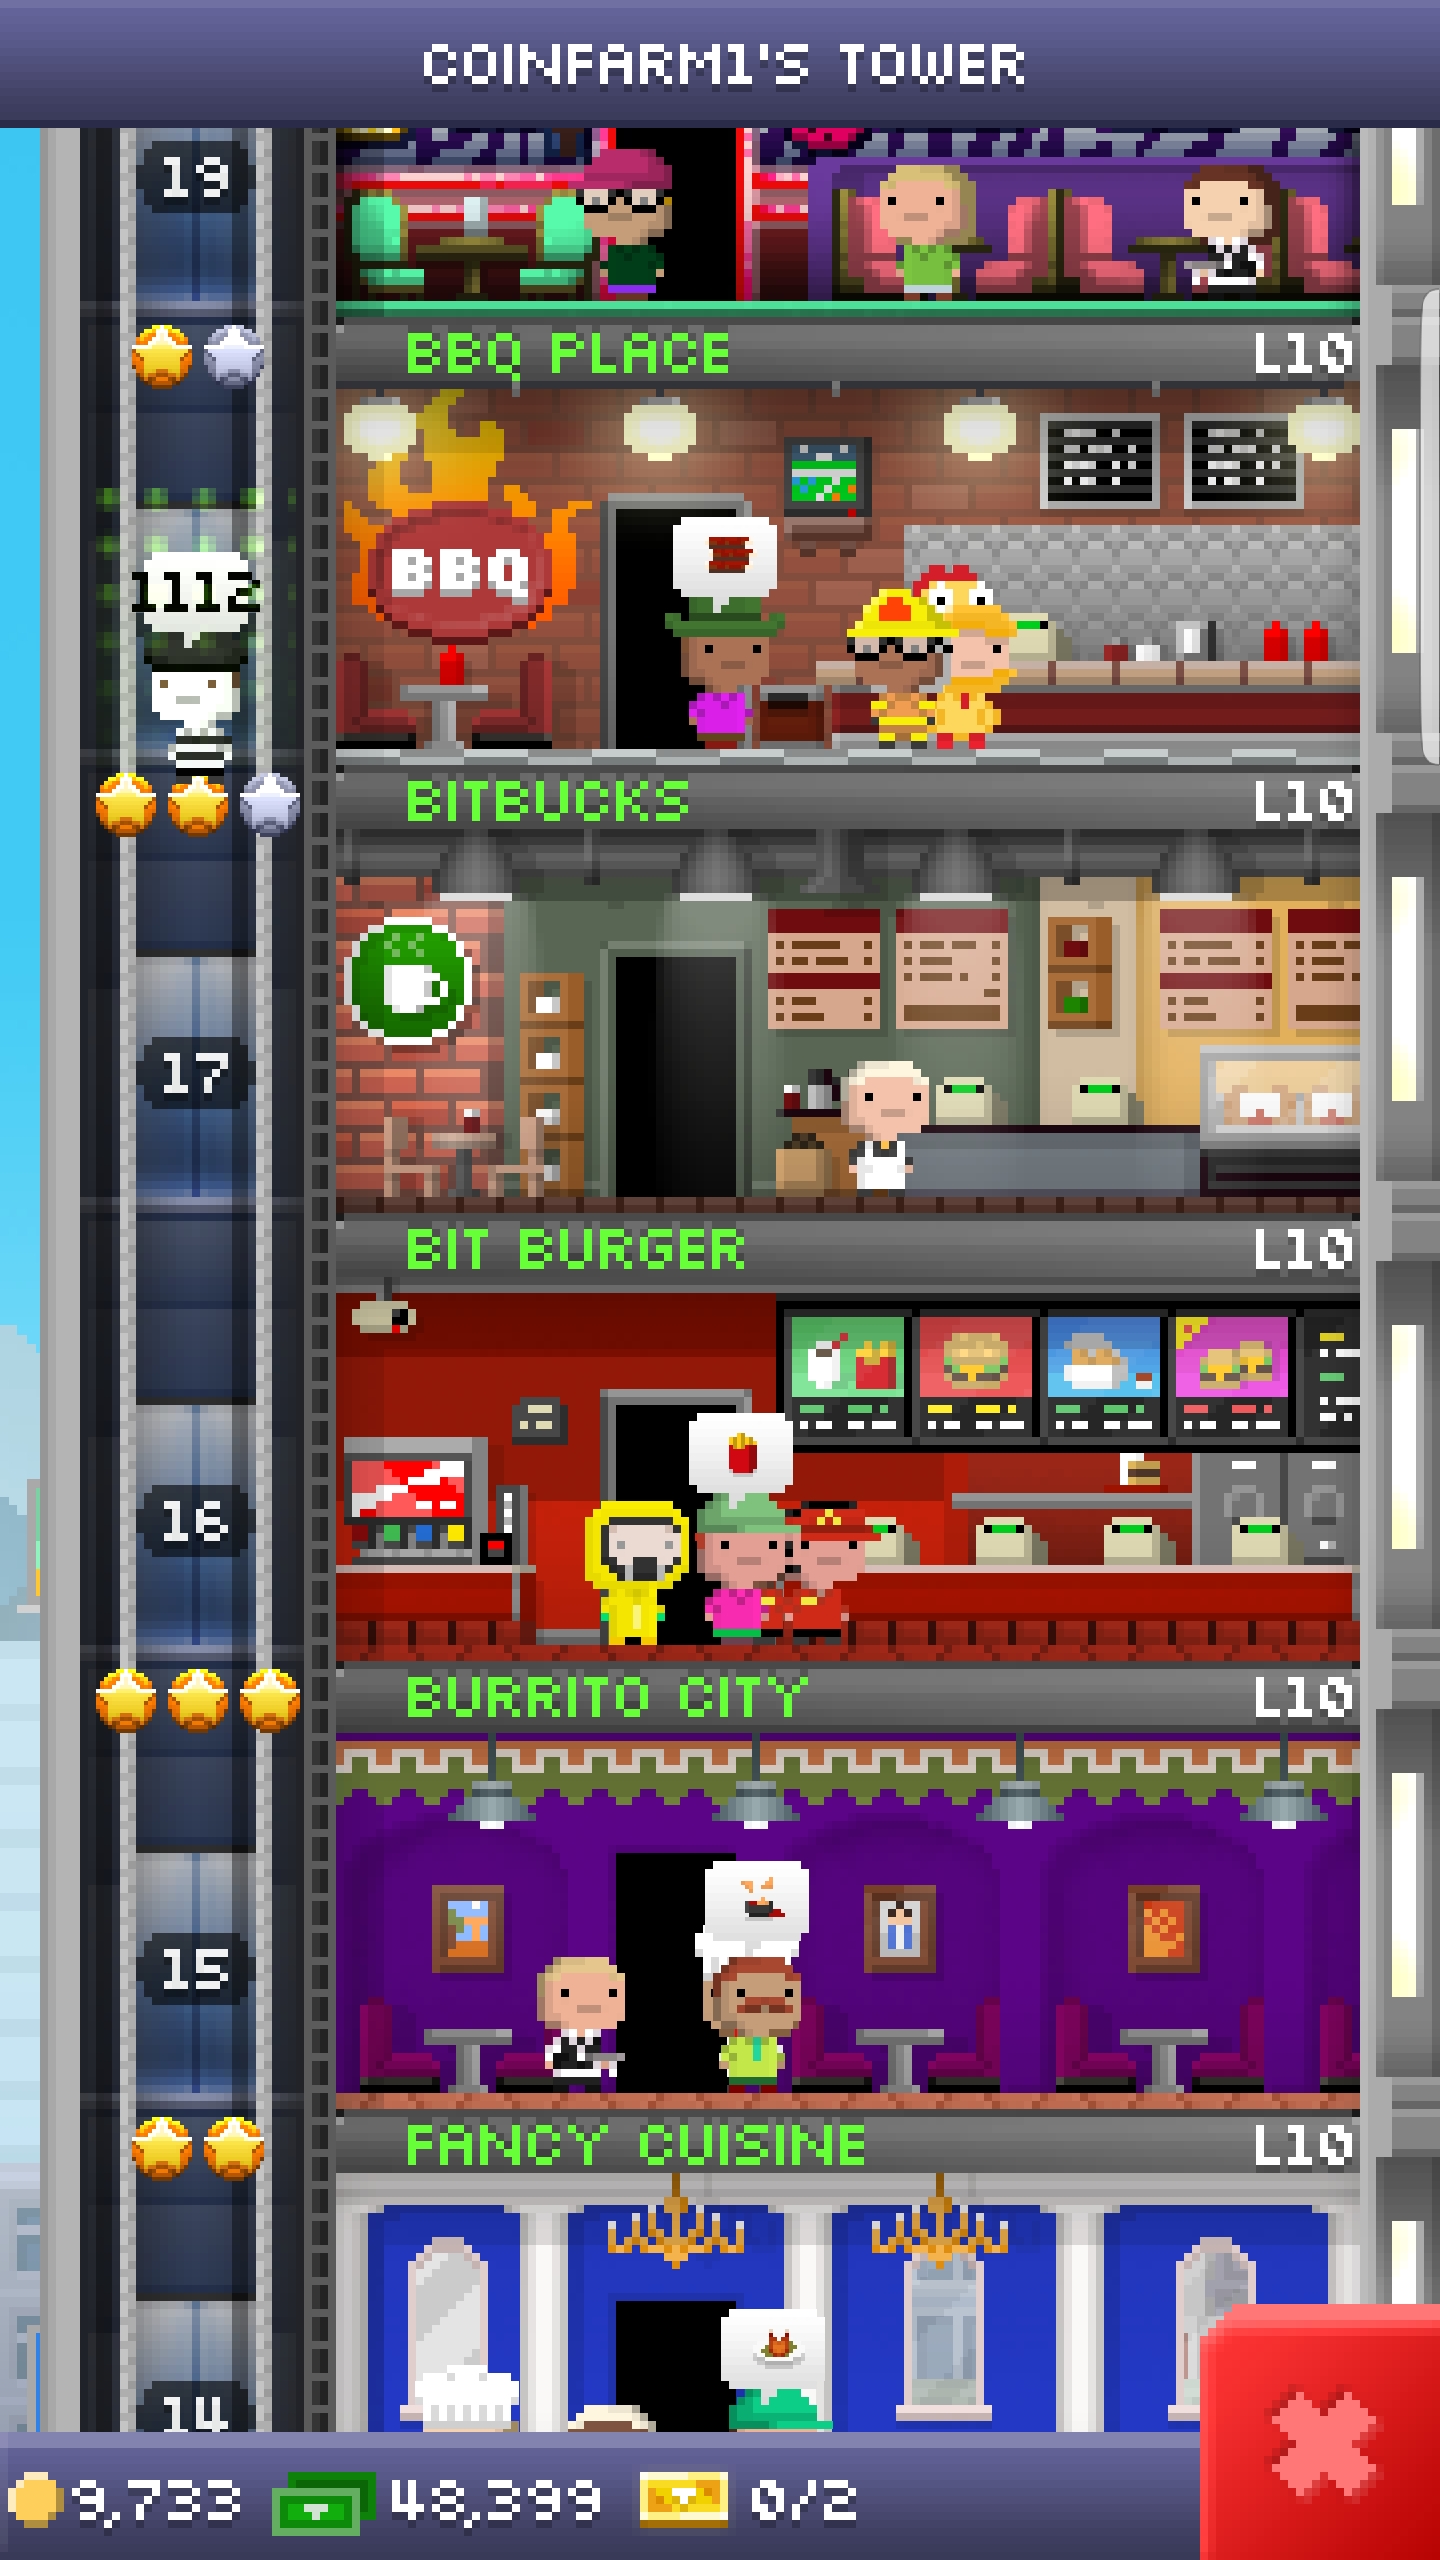 COINFARM1'S TOWER
19
BBQ PLACE L10
BBQ
1112
BITBUCKS L10
17
BIT BURGER L10
16
BURRITO CITY L10
15
FANCY CUISINE L10
14
9,733 48,399 0/2